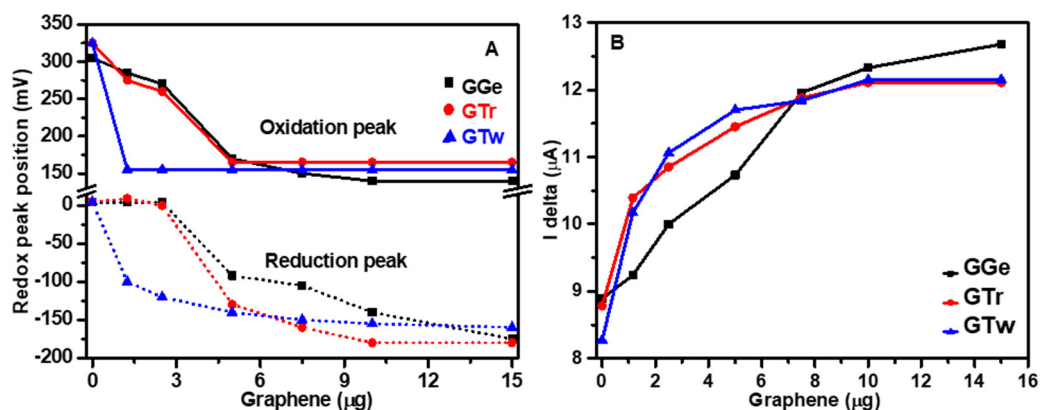 A
350
300
250
200
150
0
-50
-100
-150
-200
Redox peak position (mV)
GGe
GTr
GTw
Oxidation peak
Reduction peak
0
3
6
9
12
15
Graphene (µg)
B
13
12
11
10
9
8
I delta (µA)
GGe
GTr
GTw
0
2
4
6
8
10
12
14
16
Graphene (µg)